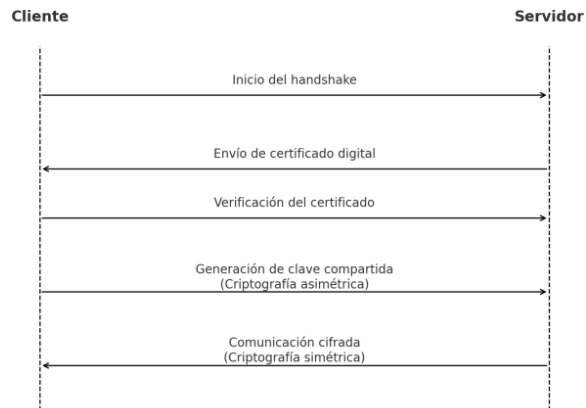 Cliente
Servidor
Inicio del handshake
Envío de certificado digital
Verificación del certificado
Generación de clave compartida
(Criptografía asimétrica)
Comunicación cifrada
(Criptografía simétrica)